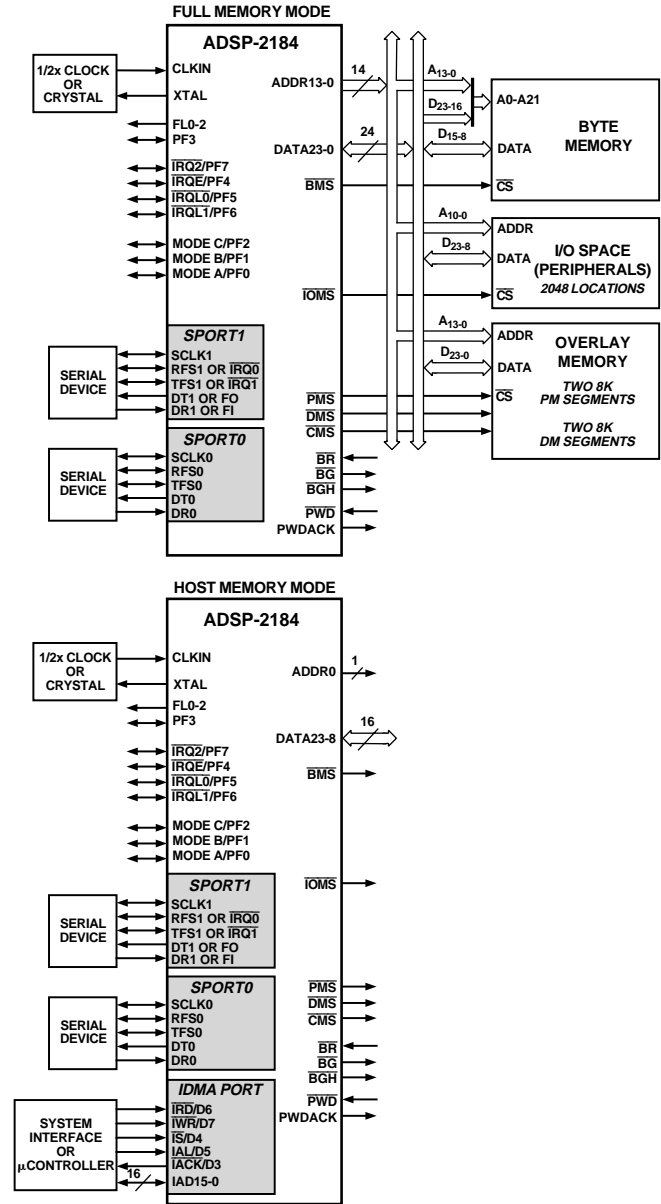 FULL MEMORY MODE
ADSP-2184
1/2x CLOCK
OR
CRYSTAL
CLKIN
XTAL
FL0-2
PF3
IRQ2/PF7
IRQE/PF4
IRQL0/PF5
IRQL1/PF6
MODE C/PF2
MODE B/PF1
MODE A/PF0
SPORT1
SCLK1
RFS1 OR IRQ0
TFS1 OR IRQ1
DT1 OR FO
DR1 OR FI
SERIAL
DEVICE
SPORT0
SCLK0
RFS0
TFS0
DT0
DR0
SERIAL
DEVICE
ADDR13-0
14
DATA23-0
24
BMS
IOMS
PMS
DMS
CMS
BR
BG
BGH
PWD
PWDACK
A13-0
D23-16
D15-8
A0-A21
DATA
CS
BYTE
MEMORY
A10-0
D23-8
ADDR
DATA
CS
I/O SPACE
(PERIPHERALS)
2048 LOCATIONS
A13-0
D23-0
ADDR
DATA
CS
OVERLAY
MEMORY
TWO 8K
PM SEGMENTS
TWO 8K
DM SEGMENTS
HOST MEMORY MODE
ADSP-2184
1/2x CLOCK
OR
CRYSTAL
CLKIN
XTAL
FL0-2
PF3
IRQ2/PF7
IRQE/PF4
IRQL0/PF5
IRQL1/PF6
MODE C/PF2
MODE B/PF1
MODE A/PF0
SPORT1
SCLK1
RFS1 OR IRQ0
TFS1 OR IRQ1
DT1 OR FO
DR1 OR FI
SERIAL
DEVICE
SPORT0
SCLK0
RFS0
TFS0
DT0
DR0
SERIAL
DEVICE
IDMA PORT
IRD/D6
IWR/D7
IS/D4
IAL/D5
IACK/D3
IAD15-0
16
SYSTEM
INTERFACE
OR
µCONTROLLER
ADDR0
1
DATA23-8
16
BMS
IOMS
PMS
DMS
CMS
BR
BG
BGH
PWD
PWDACK